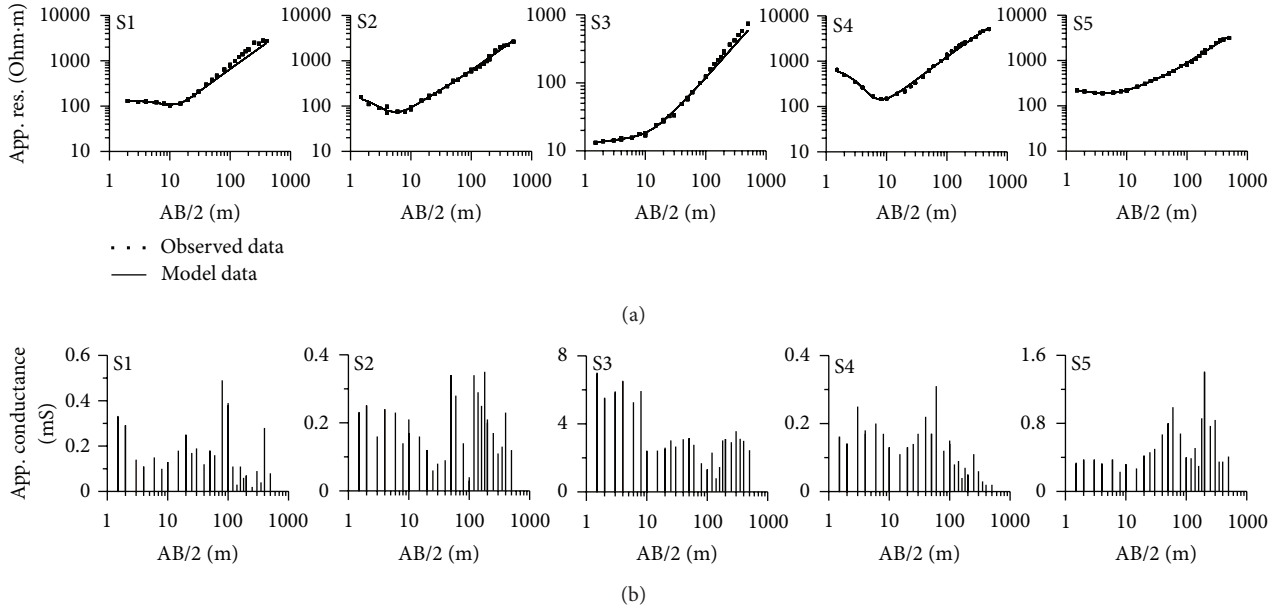 App. res. (Ohm·m)
S1
10000
1000
100
10
1 10 100 1000
AB/2 (m)
S2
10000
1000
100
10
1 10 100 1000
AB/2 (m)
S3
1000
100
10
1 10 100 1000
AB/2 (m)
S4
10000
1000
100
10
1 10 100 1000
AB/2 (m)
S5
10000
1000
100
10
1 10 100 1000
AB/2 (m)
Observed data
Model data
(a)
App. conductance
(mS)
S1
0.6
0.4
0.2
0
1 10 100 1000
AB/2 (m)
S2
0.4
0.2
0
1 10 100 1000
AB/2 (m)
S3
8
6
4
2
0
1 10 100 1000
AB/2 (m)
S4
0.4
0.2
0
1 10 100 1000
AB/2 (m)
S5
1.6
1.2
0.8
0.4
0
1 10 100 1000
AB/2 (m)
(b)